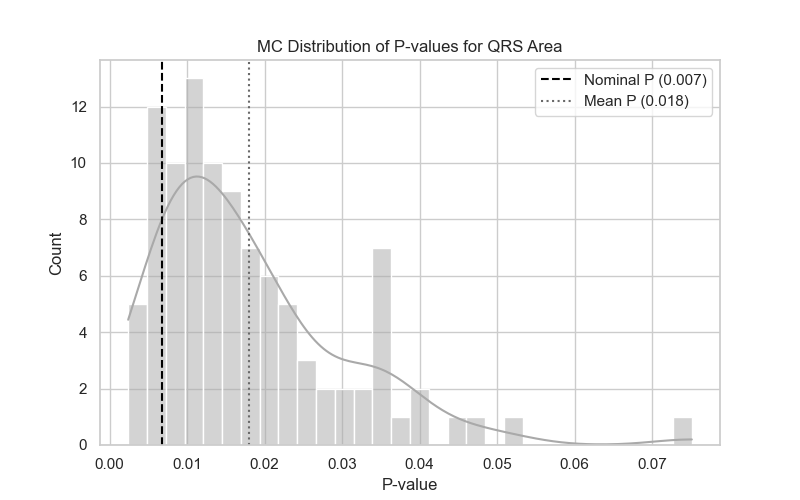 MC Distribution of P-values for QRS Area
Nominal P (0.007)
Mean P (0.018)
Count
12
10
8
6
4
2
0
0.00 0.01 0.02 0.03 0.04 0.05 0.06 0.07
P-value